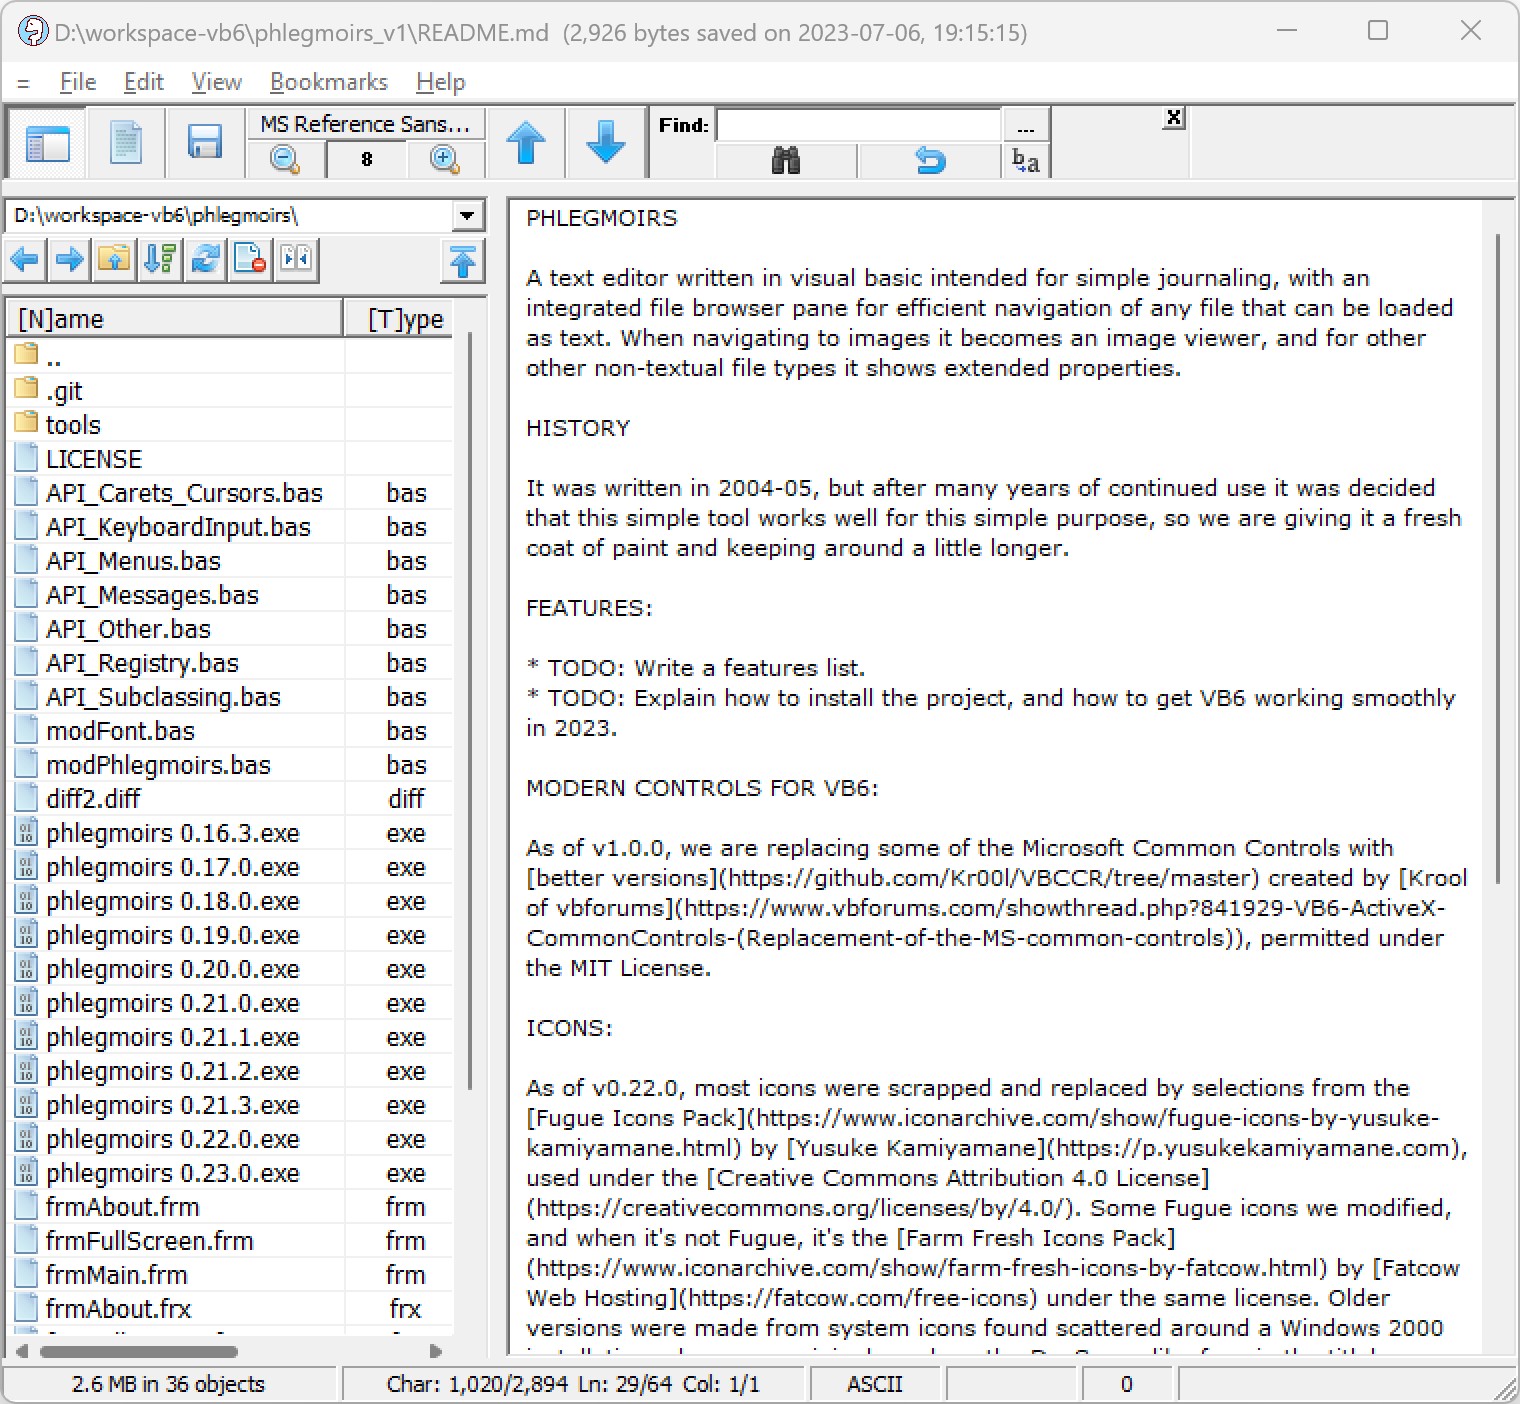 D:\workspace-vb6\phlegmoirs_v1\README.md (2,926 bytes saved on 2023-07-06, 19:15:15)
= File Edit View Bookmarks Help
MS Reference Sans...
8
Find:
...
b a
X
D:\workspace-vb6\phlegmoirs\
[N]ame [T]ype
..
.git
tools
LICENSE
API_Carets_Cursors.bas bas
API_KeyboardInput.bas bas
API_Menus.bas bas
API_Messages.bas bas
API_Other.bas bas
API_Registry.bas bas
API_Subclassing.bas bas
modFont.bas bas
modPhlegmoirs.bas bas
diff2.diff diff
phlegmoirs 0.16.3.exe exe
phlegmoirs 0.17.0.exe exe
phlegmoirs 0.18.0.exe exe
phlegmoirs 0.19.0.exe exe
phlegmoirs 0.20.0.exe exe
phlegmoirs 0.21.0.exe exe
phlegmoirs 0.21.1.exe exe
phlegmoirs 0.21.2.exe exe
phlegmoirs 0.21.3.exe exe
phlegmoirs 0.22.0.exe exe
phlegmoirs 0.23.0.exe exe
frmAbout.frm frm
frmFullScreen.frm frm
frmMain.frm frm
frmAbout.frx frx
PHLEGMOIRS
A text editor written in visual basic intended for simple journaling, with an
integrated file browser pane for efficient navigation of any file that can be loaded
as text. When navigating to images it becomes an image viewer, and for other
other non-textual file types it shows extended properties.
HISTORY
It was written in 2004-05, but after many years of continued use it was decided
that this simple tool works well for this simple purpose, so we are giving it a fresh
coat of paint and keeping around a little longer.
FEATURES:
* TODO: Write a features list.
* TODO: Explain how to install the project, and how to get VB6 working smoothly
in 2023.
MODERN CONTROLS FOR VB6:
As of v1.0.0, we are replacing some of the Microsoft Common Controls with
[better versions](https://github.com/Kr00l/VBCCR/tree/master) created by [Krool
of vbforums](https://www.vbforums.com/showthread.php?841929-VB6-ActiveX-
CommonControls-(Replacement-of-the-MS-common-controls)), permitted under
the MIT License.
ICONS:
As of v0.22.0, most icons were scrapped and replaced by selections from the
[Fugue Icons Pack](https://www.iconarchive.com/show/fugue-icons-by-yusuke-
kamiyamane.html) by [Yusuke Kamiyamane](https://p.yusukekamiyamane.com),
used under the [Creative Commons Attribution 4.0 License]
(https://creativecommons.org/licenses/by/4.0/). Some Fugue icons we modified,
and when it's not Fugue, it's the [Farm Fresh Icons Pack]
(https://www.iconarchive.com/show/farm-fresh-icons-by-fatcow.html) by [Fatcow
Web Hosting](https://fatcow.com/free-icons) under the same license. Older
versions were made from system icons found scattered around a Windows 2000
2.6 MB in 36 objects
Char: 1,020/2,894 Ln: 29/64 Col: 1/1
ASCII
0